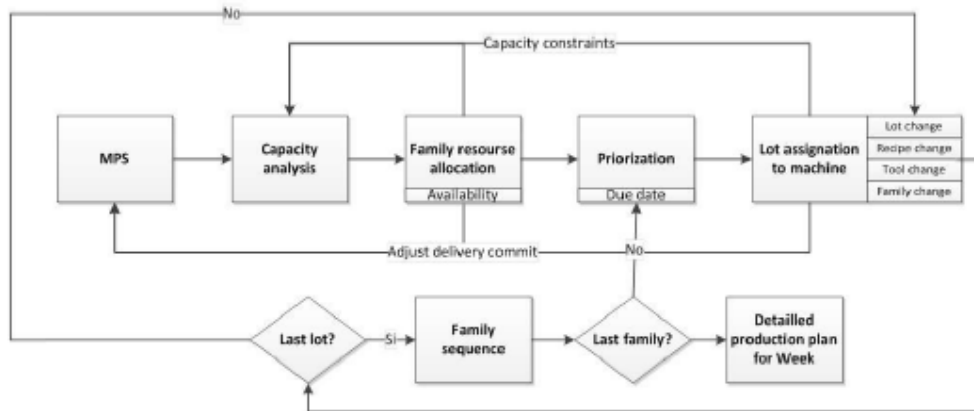 No
Capacity constraints
MPS
Capacity
analysis
Family resourse
allocation
Availability
Priorization
Due date
Lot assignation
to machine
Lot change
Recipe change
Tool change
Family change
Adjust delivery commit
No
Last lot?
Si
Family
sequence
Last family?
Detailled
production plan
for Week